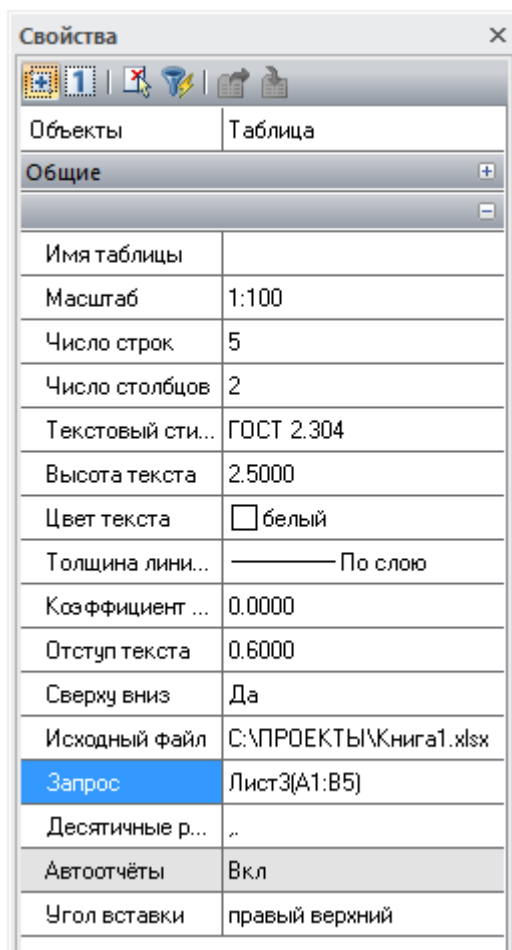 Свойства
1
Объекты Таблица
Общие
Имя таблицы
Масштаб 1:100
Число строк 5
Число столбцов 2
Текстовый сти... ГОСТ 2.304
Высота текста 2.5000
Цвет текста белый
Толщина лини... По слою
Коэффициент ... 0.0000
Отступ текста 0.6000
Сверху вниз Да
Исходный файл C:\ПРОЕКТЫ\Книга1.xlsx
Запрос Лист3(A1:B5)
Десятичные р... ,.
Автоотчёты Вкл
Угол вставки правый верхний